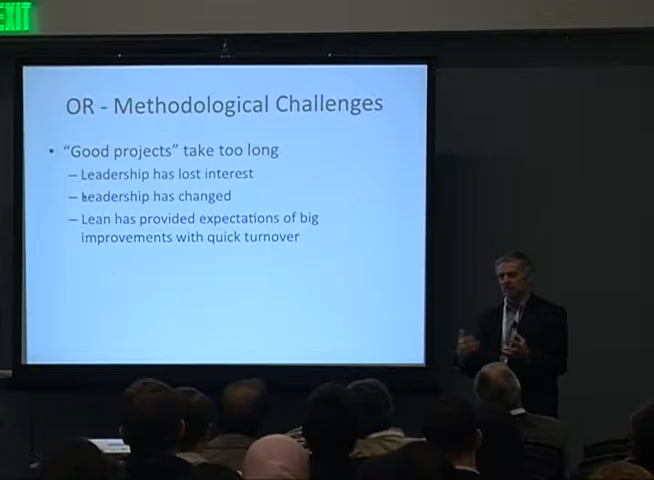 EXIT
OR - Methodological Challenges
• “Good projects” take too long
– Leadership has lost interest
– Leadership has changed
– Lean has provided expectations of big
improvements with quick turnover